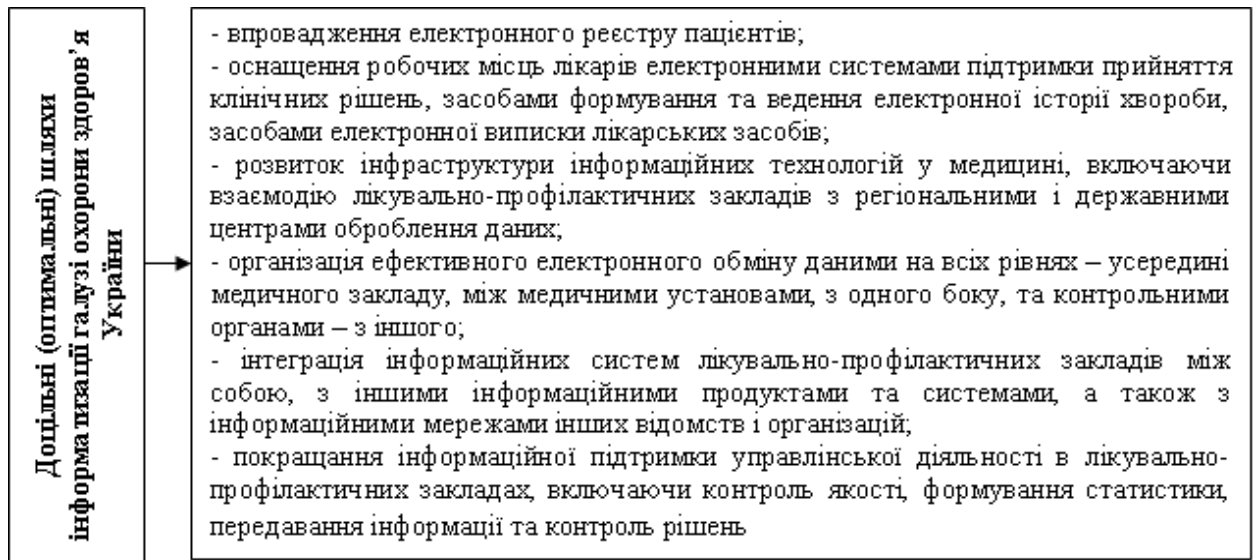 Доцільні (оптимальні) шляхи
інформатизації галузі охорони здоров’я
України
- впровадження електронного реєстру пацієнтів;
- оснащення робочих місць лікарів електронними системами підтримки прийняття
клінічних рішень, засобами формування та ведення електронної історії хвороби,
засобами електронної виписки лікарських засобів;
- розвиток інфраструктури інформаційних технологій у медицині, включаючи
взаємодію лікувально-профілактичних закладів з регіональними і державними
центрами оброблення даних;
- організація ефективного електронного обміну даними на всіх рівнях – усередині
медичного закладу, між медичними установами, з одного боку, та контрольними
органами – з іншого;
- інтеграція інформаційних систем лікувально-профілактичних закладів між
собою, з іншими інформаційними продуктами та системами, а також з
інформаційними мережами інших відомств і організацій;
- покращання інформаційної підтримки управлінської діяльності в лікувально-
профілактичних закладах, включаючи контроль якості, формування статистики,
передавання інформації та контроль рішень